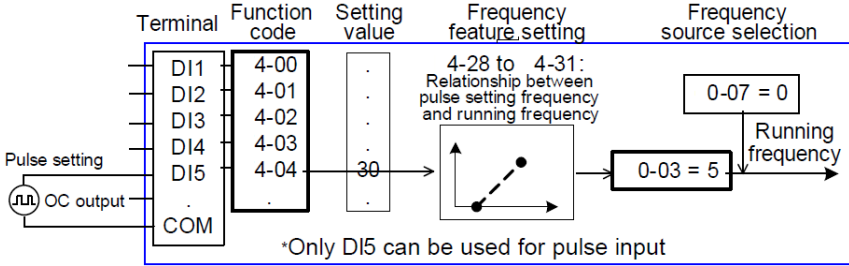 Terminal
Function
code
Setting
value
Frequency
feature setting
Frequency
source selection
DI1 4-00 .
DI2 4-01 .
DI3 4-02 .
DI4 4-03 .
DI5 4-04 30
. . .
COM
4-28 to 4-31:
Relationship between
pulse setting frequency
and running frequency
0-07 = 0
Running
frequency
0-03 = 5
Pulse setting
OC output
*Only DI5 can be used for pulse input